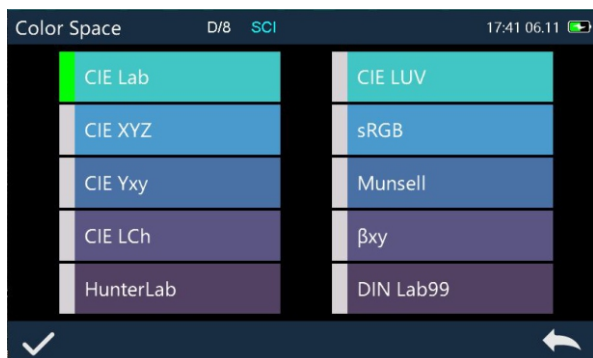 Color Space D/8 SCI 17:41 06.11
CIE Lab CIE LUV
CIE XYZ sRGB
CIE Yxy Munsell
CIE LCh βxy
HunterLab DIN Lab99